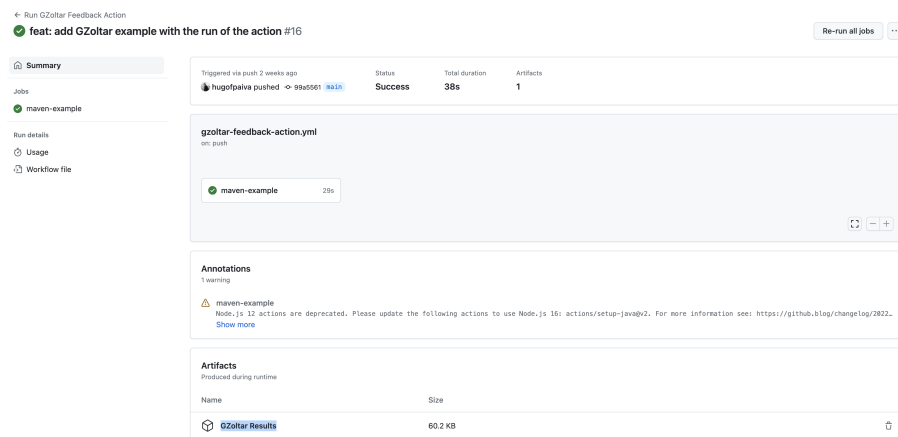 ← Run GZoltar Feedback Action
feat: add GZoltar example with the run of the action #16
Re-run all jobs
...
Summary
Jobs
maven-example
Run details
Usage
Workflow file
Triggered via push 2 weeks ago
Status
Total duration
Artifacts
hugofpaiva pushed 99a5561 main
Success
38s
1
gzoltar-feedback-action.yml
on: push
maven-example 29s
Annotations
1 warning
maven-example
Node.js 12 actions are deprecated. Please update the following actions to use Node.js 16: actions/setup-java@v2. For more information see: https://github.blog/changelog/2022…
Show more
Artifacts
Produced during runtime
Name Size
GZoltar Results 60.2 KB